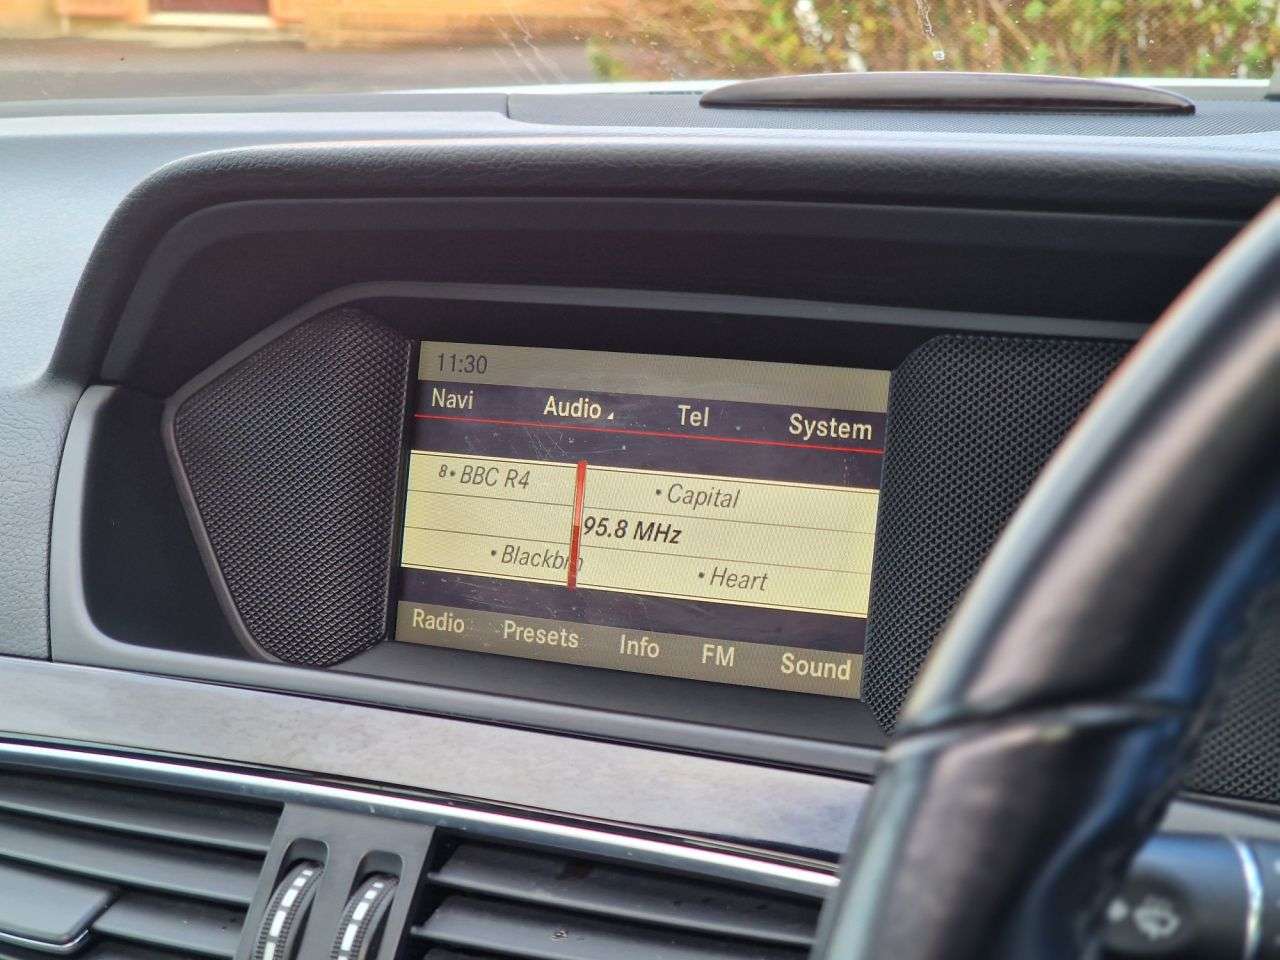 11:30
Navi Audio Tel System
8• BBC R4 • Capital
95.8 MHz
• Blackbrn • Heart
Radio Presets Info FM Sound